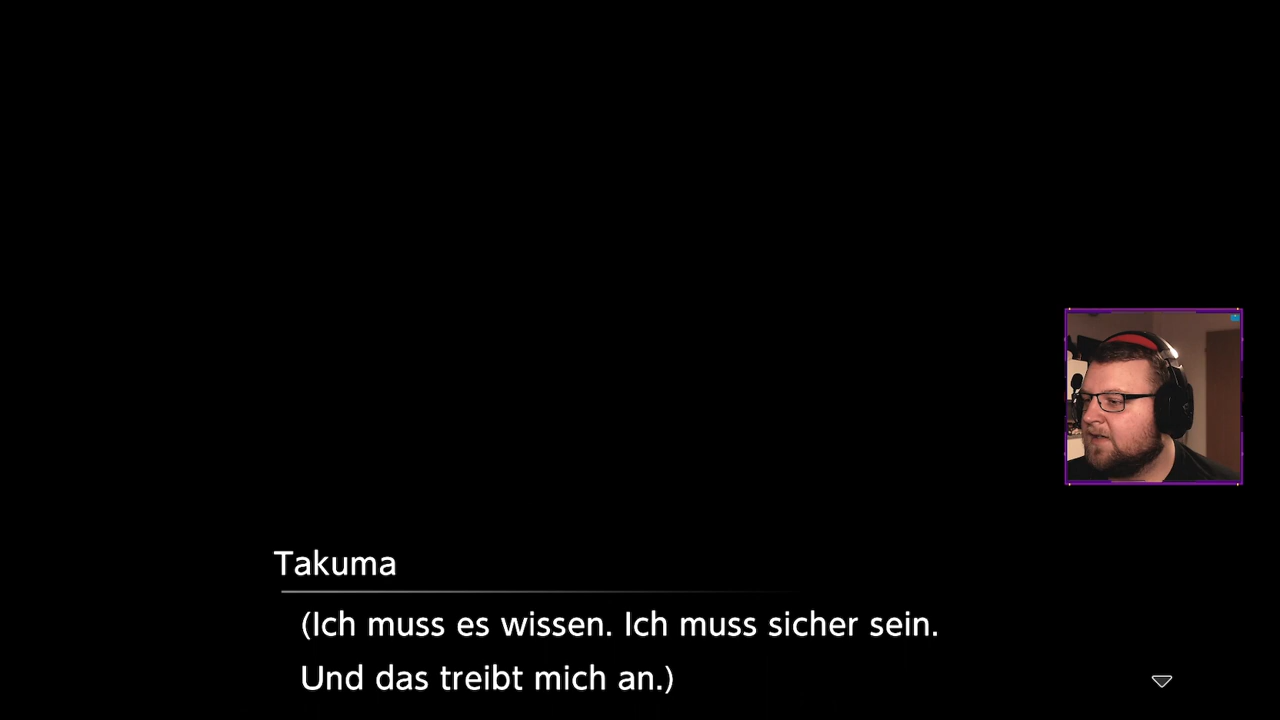 Takuma
(Ich muss es wissen. Ich muss sicher sein.
Und das treibt mich an.)